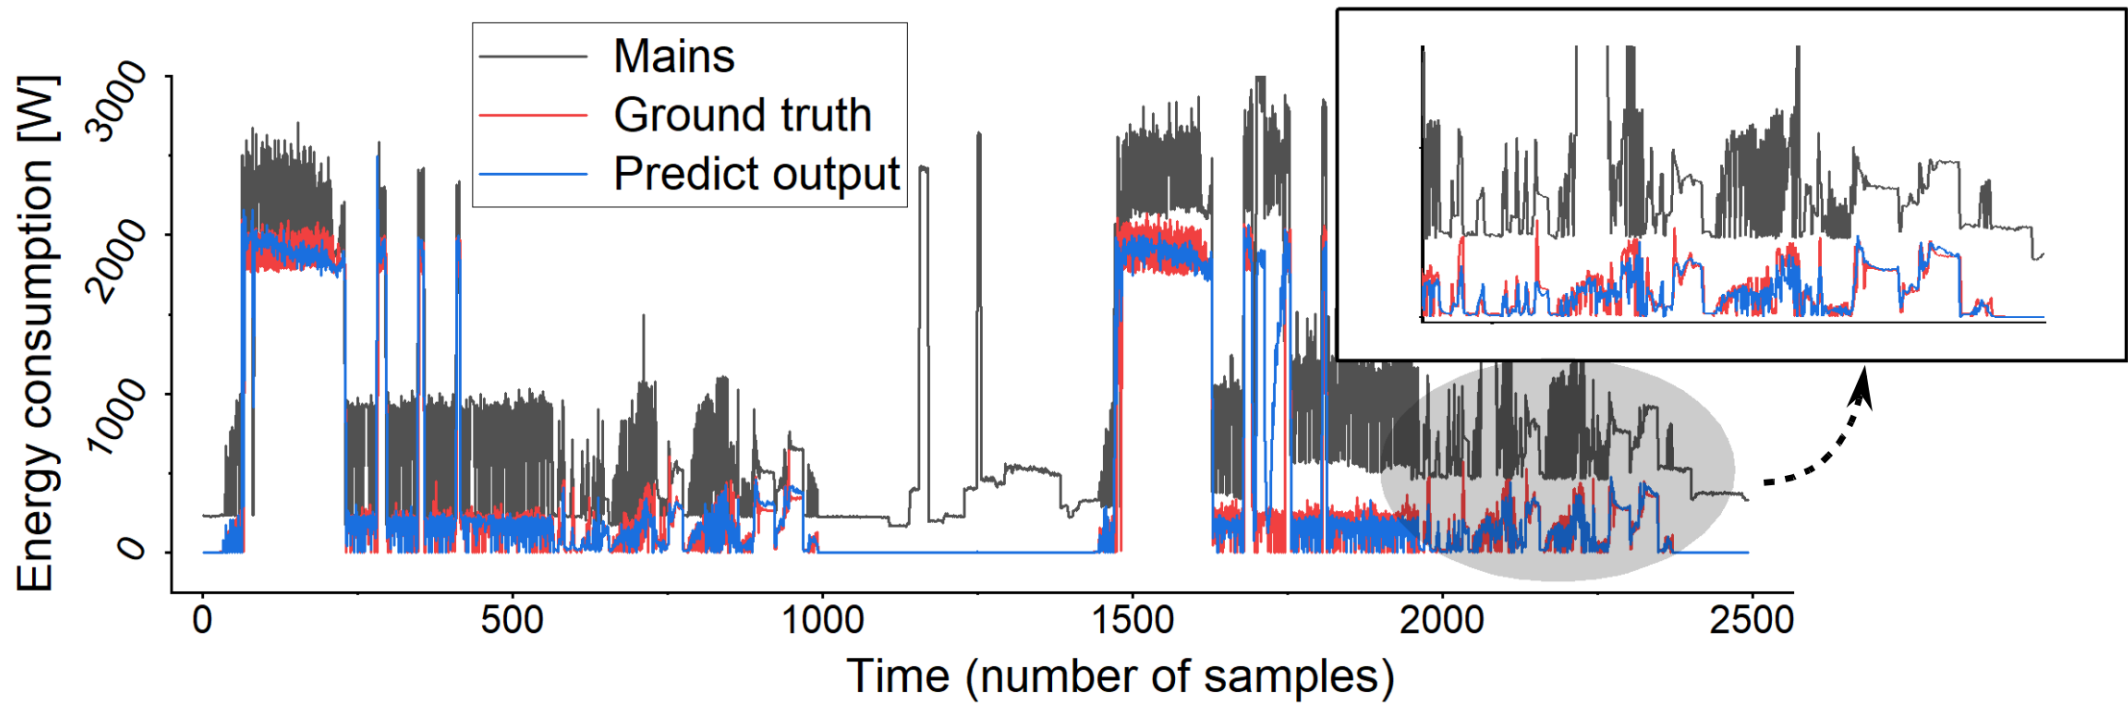 Energy consumption [W]
3000
2000
1000
0
Mains
Ground truth
Predict output
0 500 1000 1500 2000 2500
Time (number of samples)